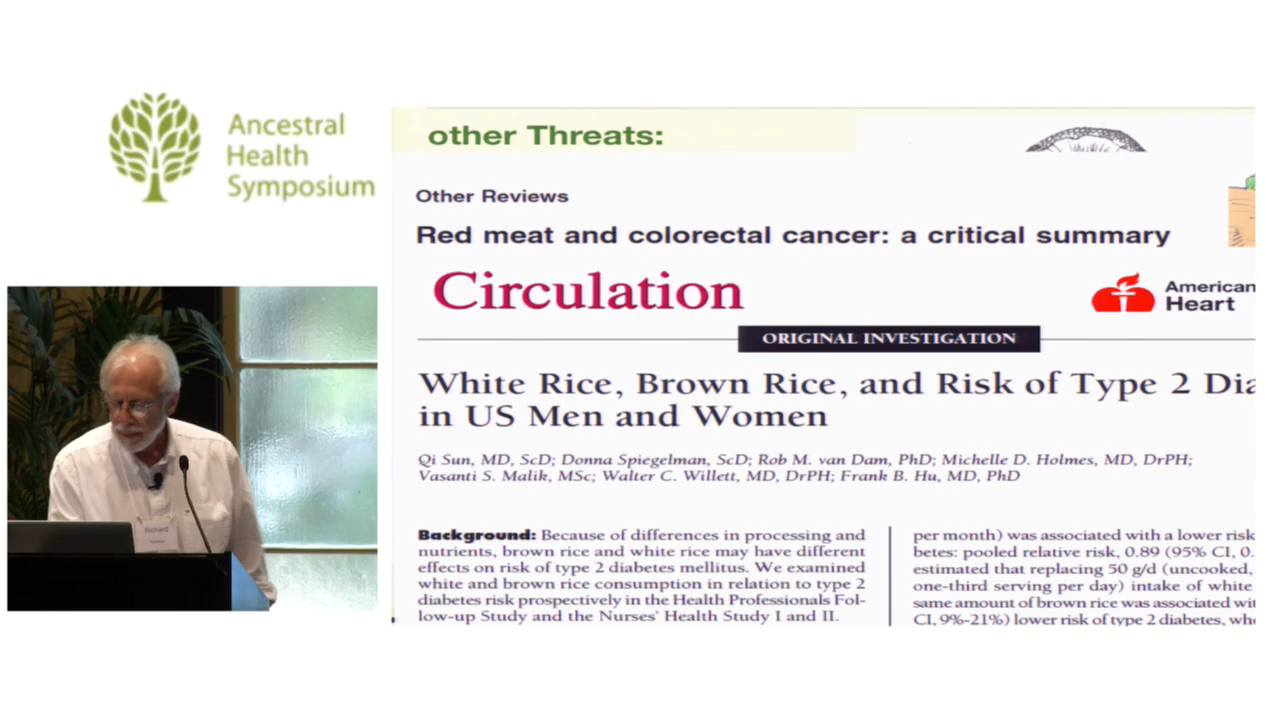 Ancestral
Health
Symposium
other Threats:
Other Reviews
Red meat and colorectal cancer: a critical summary
Circulation
American
Heart
ORIGINAL INVESTIGATION
White Rice, Brown Rice, and Risk of Type 2 Dia
in US Men and Women
Qi Sun, MD, ScD; Donna Spiegelman, ScD; Rob M. van Dam, PhD; Michelle D. Holmes, MD, DrPH;
Vasanti S. Malik, MSc; Walter C. Willett, MD, DrPH; Frank B. Hu, MD, PhD
Background: Because of differences in processing and
nutrients, brown rice and white rice may have different
effects on risk of type 2 diabetes mellitus. We examined
white and brown rice consumption in relation to type 2
diabetes risk prospectively in the Health Professionals Fol-
low-up Study and the Nurses' Health Study I and II.
per month) was associated with a lower risk
betes: pooled relative risk, 0.89 (95% CI, 0.
estimated that replacing 50 g/d (uncooked,
one-third serving per day) intake of white
same amount of brown rice was associated wit
CI, 9%-21%) lower risk of type 2 diabetes, whe
Richard